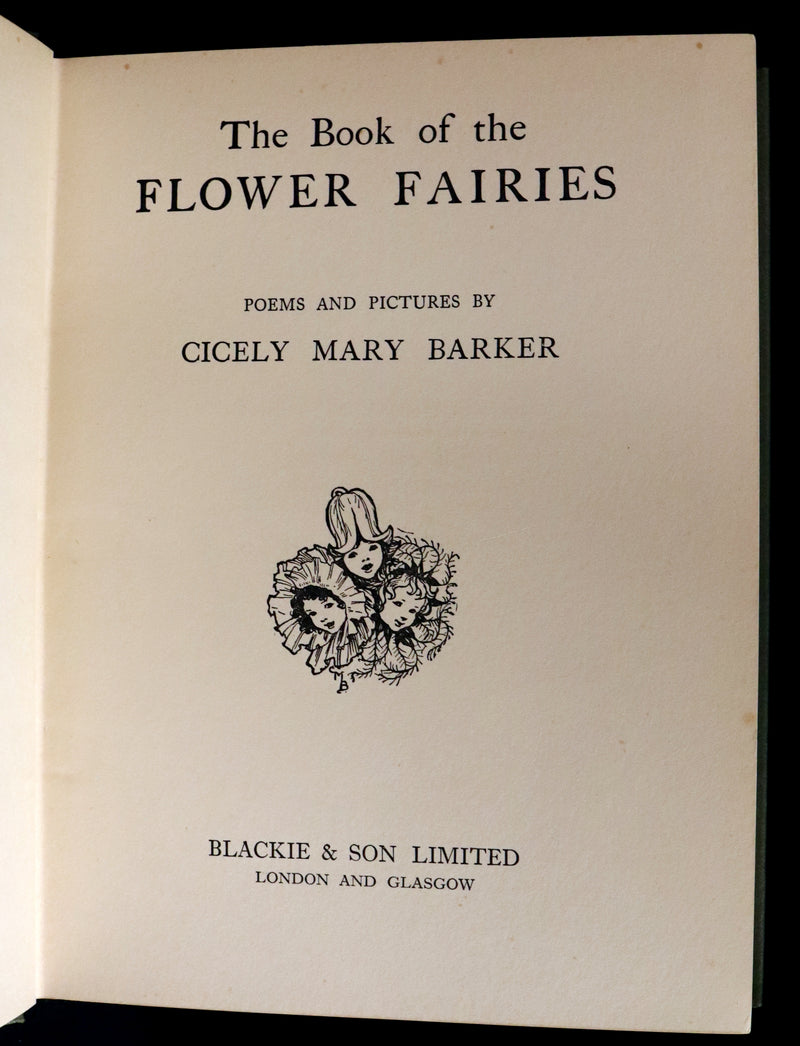 The Book of the
FLOWER FAIRIES
POEMS AND PICTURES BY
CICELY MARY BARKER
BLACKIE & SON LIMITED
LONDON AND GLASGOW